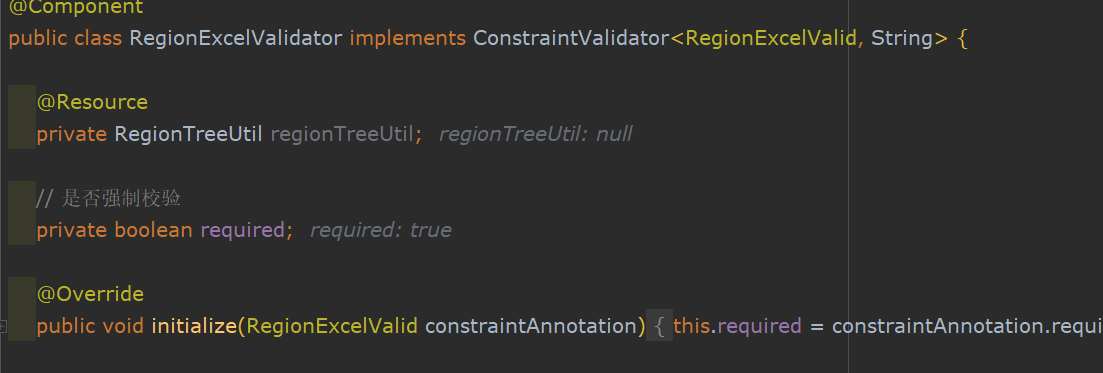 @Component
public class RegionExcelValidator implements ConstraintValidator<RegionExcelValid, String> {
@Resource
private RegionTreeUtil regionTreeUtil; regionTreeUtil: null
// 是否强制校验
private boolean required; required: true
@Override
public void initialize(RegionExcelValid constraintAnnotation) { this.required = constraintAnnotation.requi